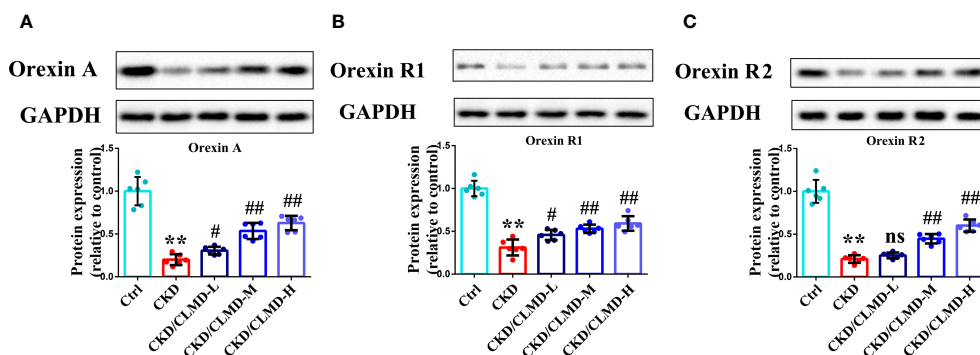 A
Orexin A
GAPDH
Orexin A
Protein expression
(relative to control)
1.5
1.0
0.5
0.0
**
#
##
##
Ctrl
CKD
CKD/CLMD-L
CKD/CLMD-M
CKD/CLMD-H
B
Orexin R1
GAPDH
Orexin R1
Protein expression
(relative to control)
1.5
1.0
0.5
0.0
**
#
##
##
Ctrl
CKD
CKD/CLMD-L
CKD/CLMD-M
CKD/CLMD-H
C
Orexin R2
GAPDH
Orexin R2
Protein expression
(relative to control)
1.5
1.0
0.5
0.0
**
ns
##
##
Ctrl
CKD
CKD/CLMD-L
CKD/CLMD-M
CKD/CLMD-H